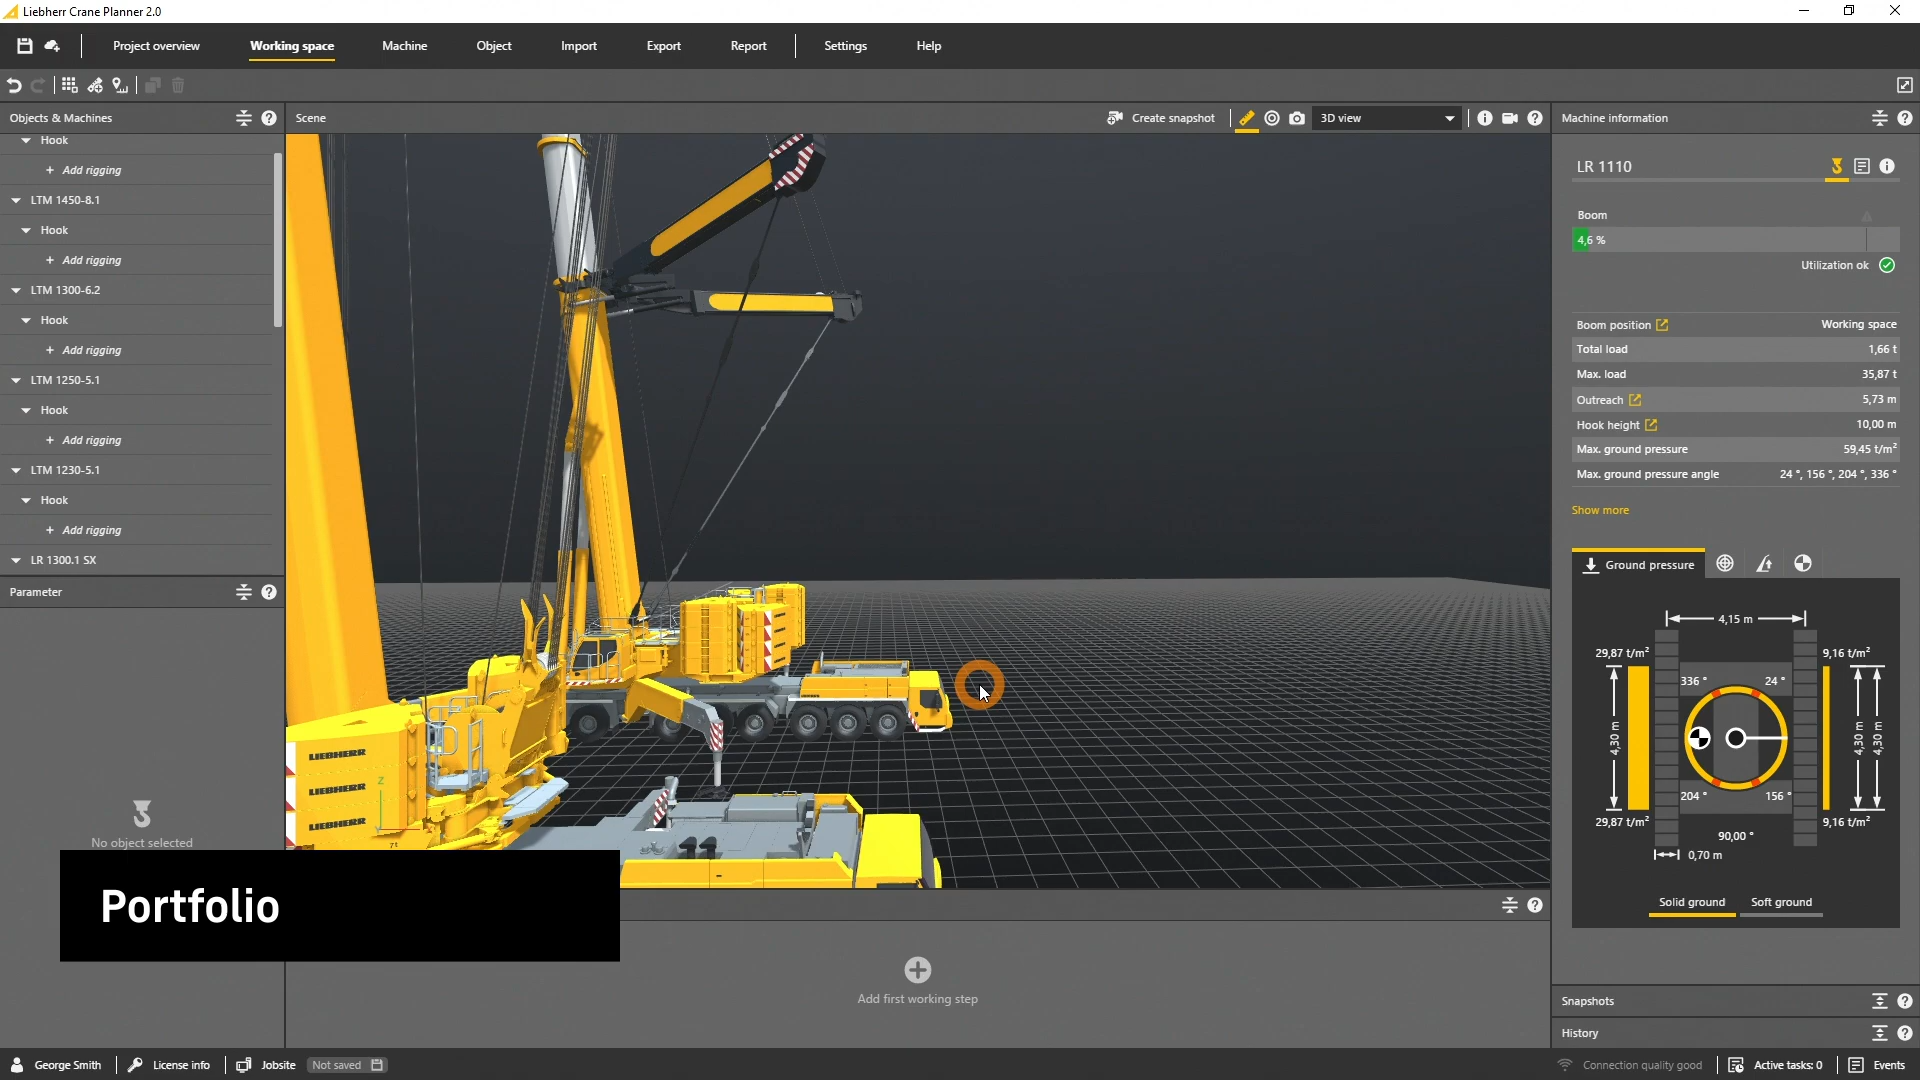 Liebherr Crane Planner 2.0
Project overview
Working space
Machine
Object
Import
Export
Report
Settings
Help
Objects & Machines
Hook
+ Add rigging
LTM 1450-8.1
Hook
+ Add rigging
LTM 1300-6.2
Hook
+ Add rigging
LTM 1250-5.1
Hook
+ Add rigging
LTM 1230-5.1
Hook
+ Add rigging
LR 1300.1 SX
Parameter
No object selected
Scene
Create snapshot
3D view
LIEBHERR
LIEBHERR
LIEBHERR
Z
Portfolio
Add first working step
Machine information
LR 1110
Boom
4,6 %
Utilization ok
Boom position Working space
Total load 1,66 t
Max. load 35,87 t
Outreach 5,73 m
Hook height 10,00 m
Max. ground pressure 59,45 t/m²
Max. ground pressure angle 24 °, 156 °, 204 °, 336 °
Show more
Ground pressure
4,15 m
29,87 t/m² 9,16 t/m²
336 ° 24 °
4,30 m 4,30 m 4,30 m
204 ° 156 °
29,87 t/m² 9,16 t/m²
90,00 °
0,70 m
Solid ground Soft ground
Snapshots
History
George Smith
License info
Jobsite
Not saved
Connection quality good
Active tasks: 0
Events